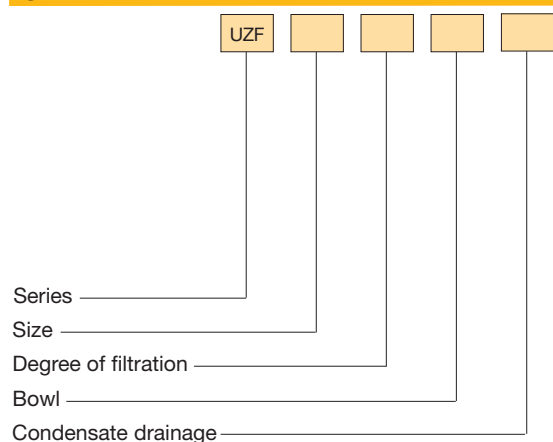 UZF
Series
Size
Degree of filtration
Bowl
Condensate drainage